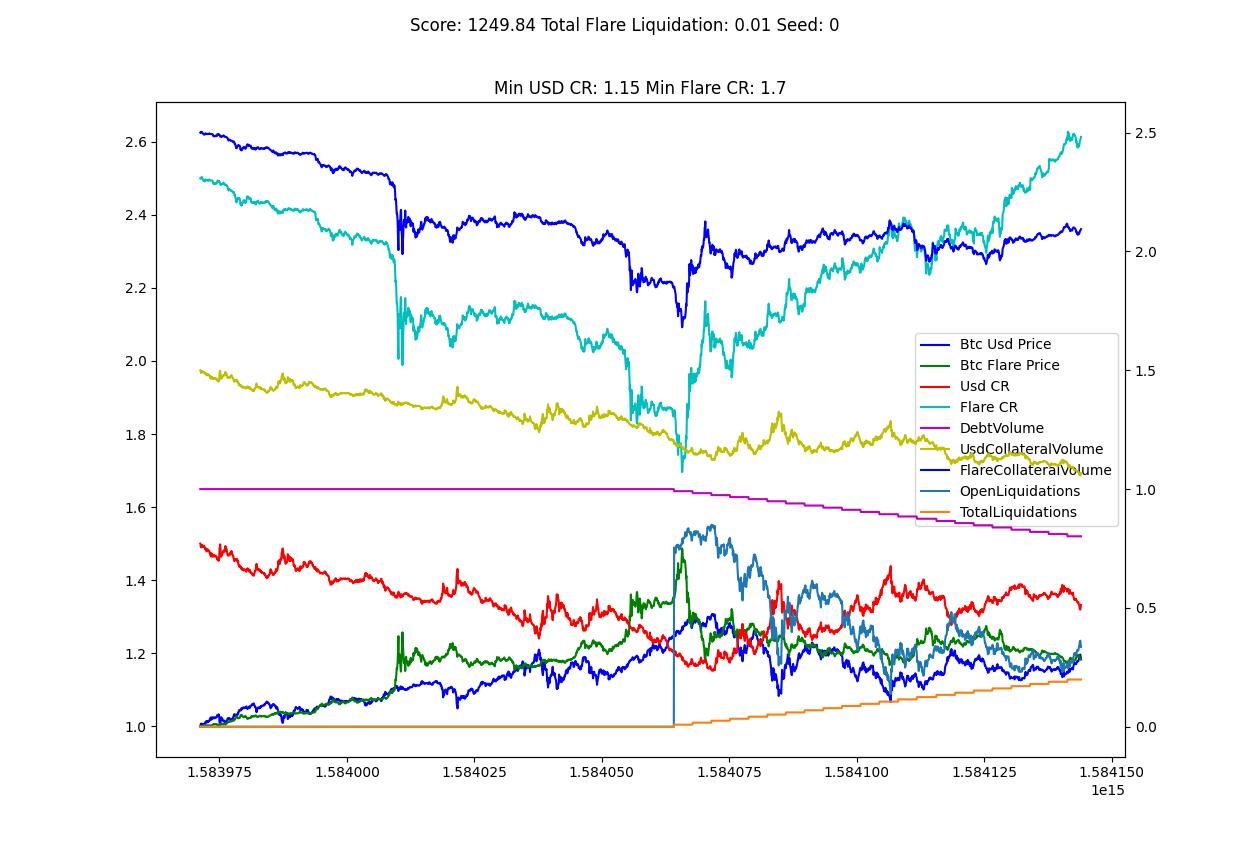 Score: 1249.84 Total Flare Liquidation: 0.01 Seed: 0
Min USD CR: 1.15 Min Flare CR: 1.7
2.6
2.4
2.2
2.0
1.8
1.6
1.4
1.2
1.0
2.5
2.0
1.5
1.0
0.5
0.0
Btc Usd Price
Btc Flare Price
Usd CR
Flare CR
DebtVolume
UsdCollateralVolume
FlareCollateralVolume
OpenLiquidations
TotalLiquidations
1.583975 1.584000 1.584025 1.584050 1.584075 1.584100 1.584125 1.584150
1e15